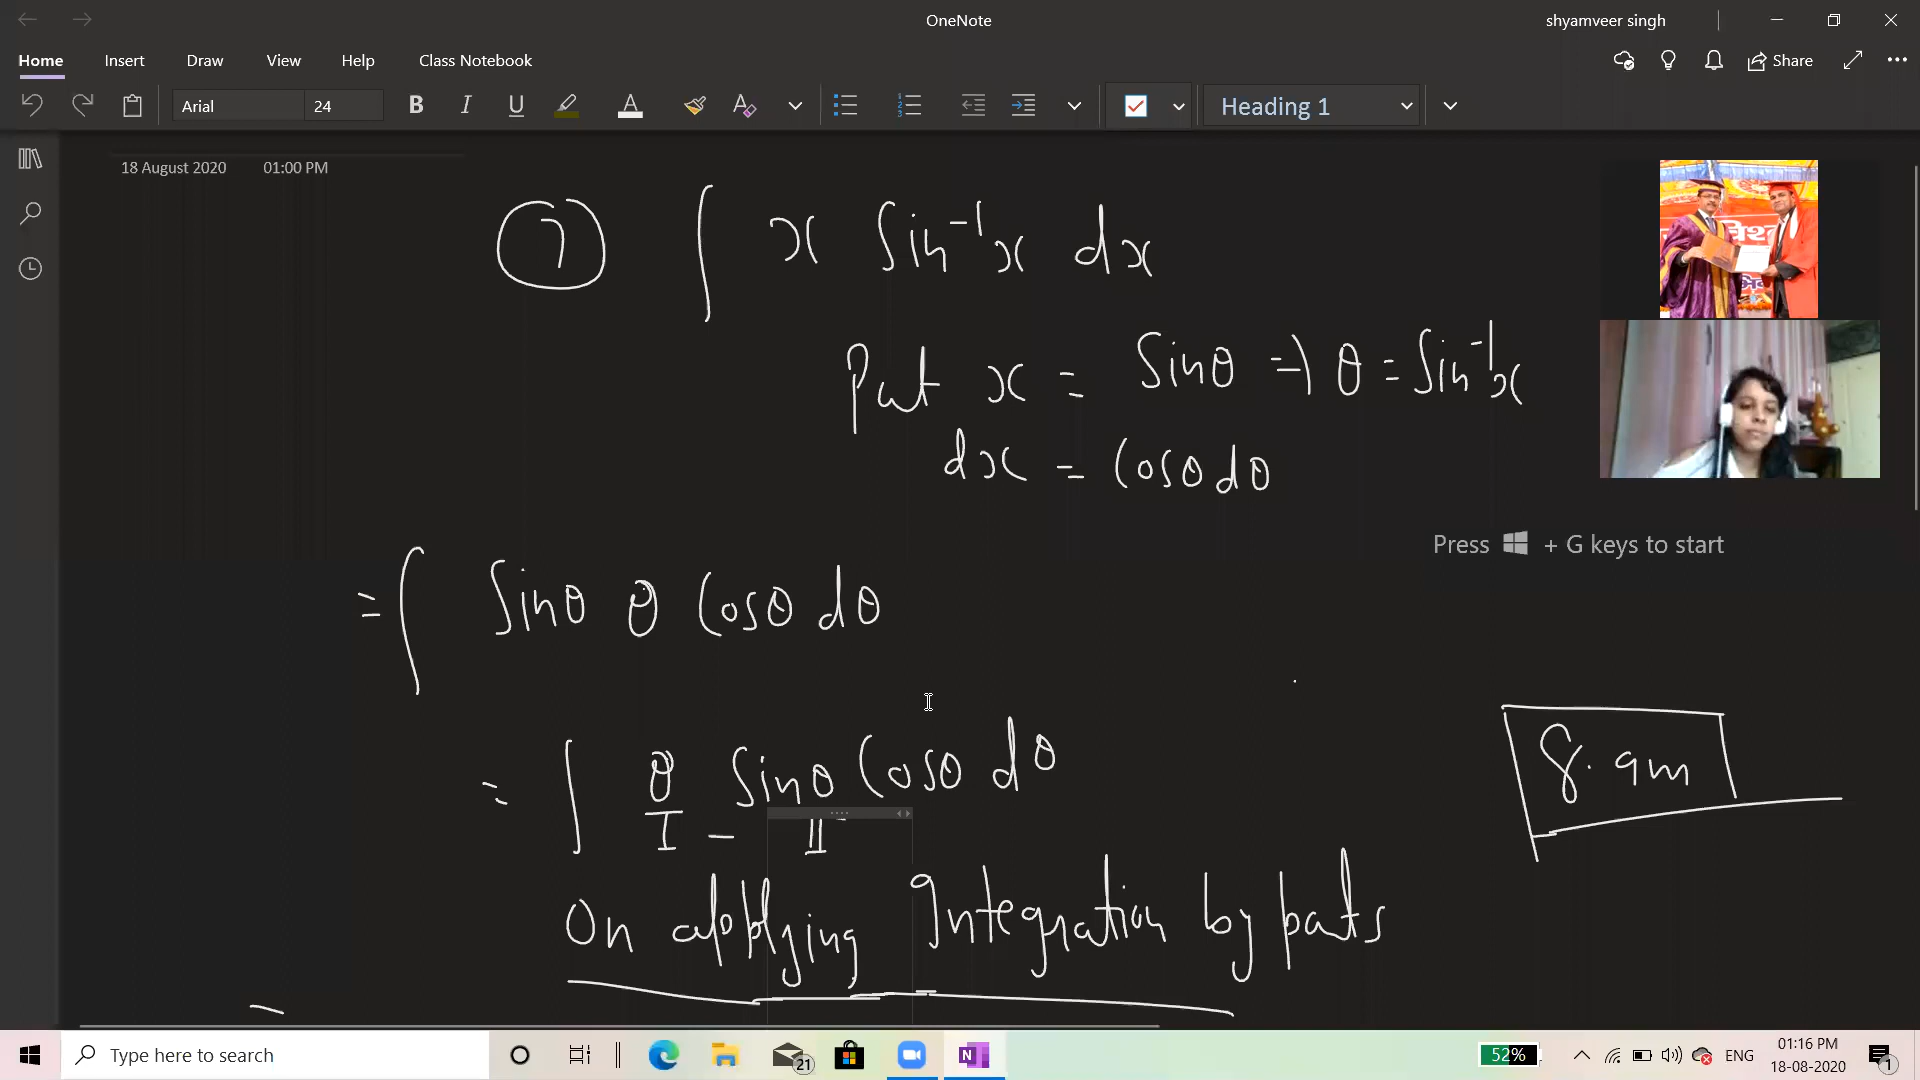 OneNote
shyamveer singh
Home Insert Draw View Help Class Notebook
Share
Arial 24 B I U A Heading 1
18 August 2020 01:00 PM
7 ∫ x Sin⁻¹x dx
Put x = Sinθ ⇒ θ = Sin⁻¹x
dx = Cosθ dθ
Press + G keys to start
= ∫ Sinθ θ Cosθ dθ
= ∫ θ Sinθ Cosθ dθ
I - II
8. am
On applying Integration by parts
=
Type here to search
21
52%
ENG
01:16 PM
18-08-2020
1